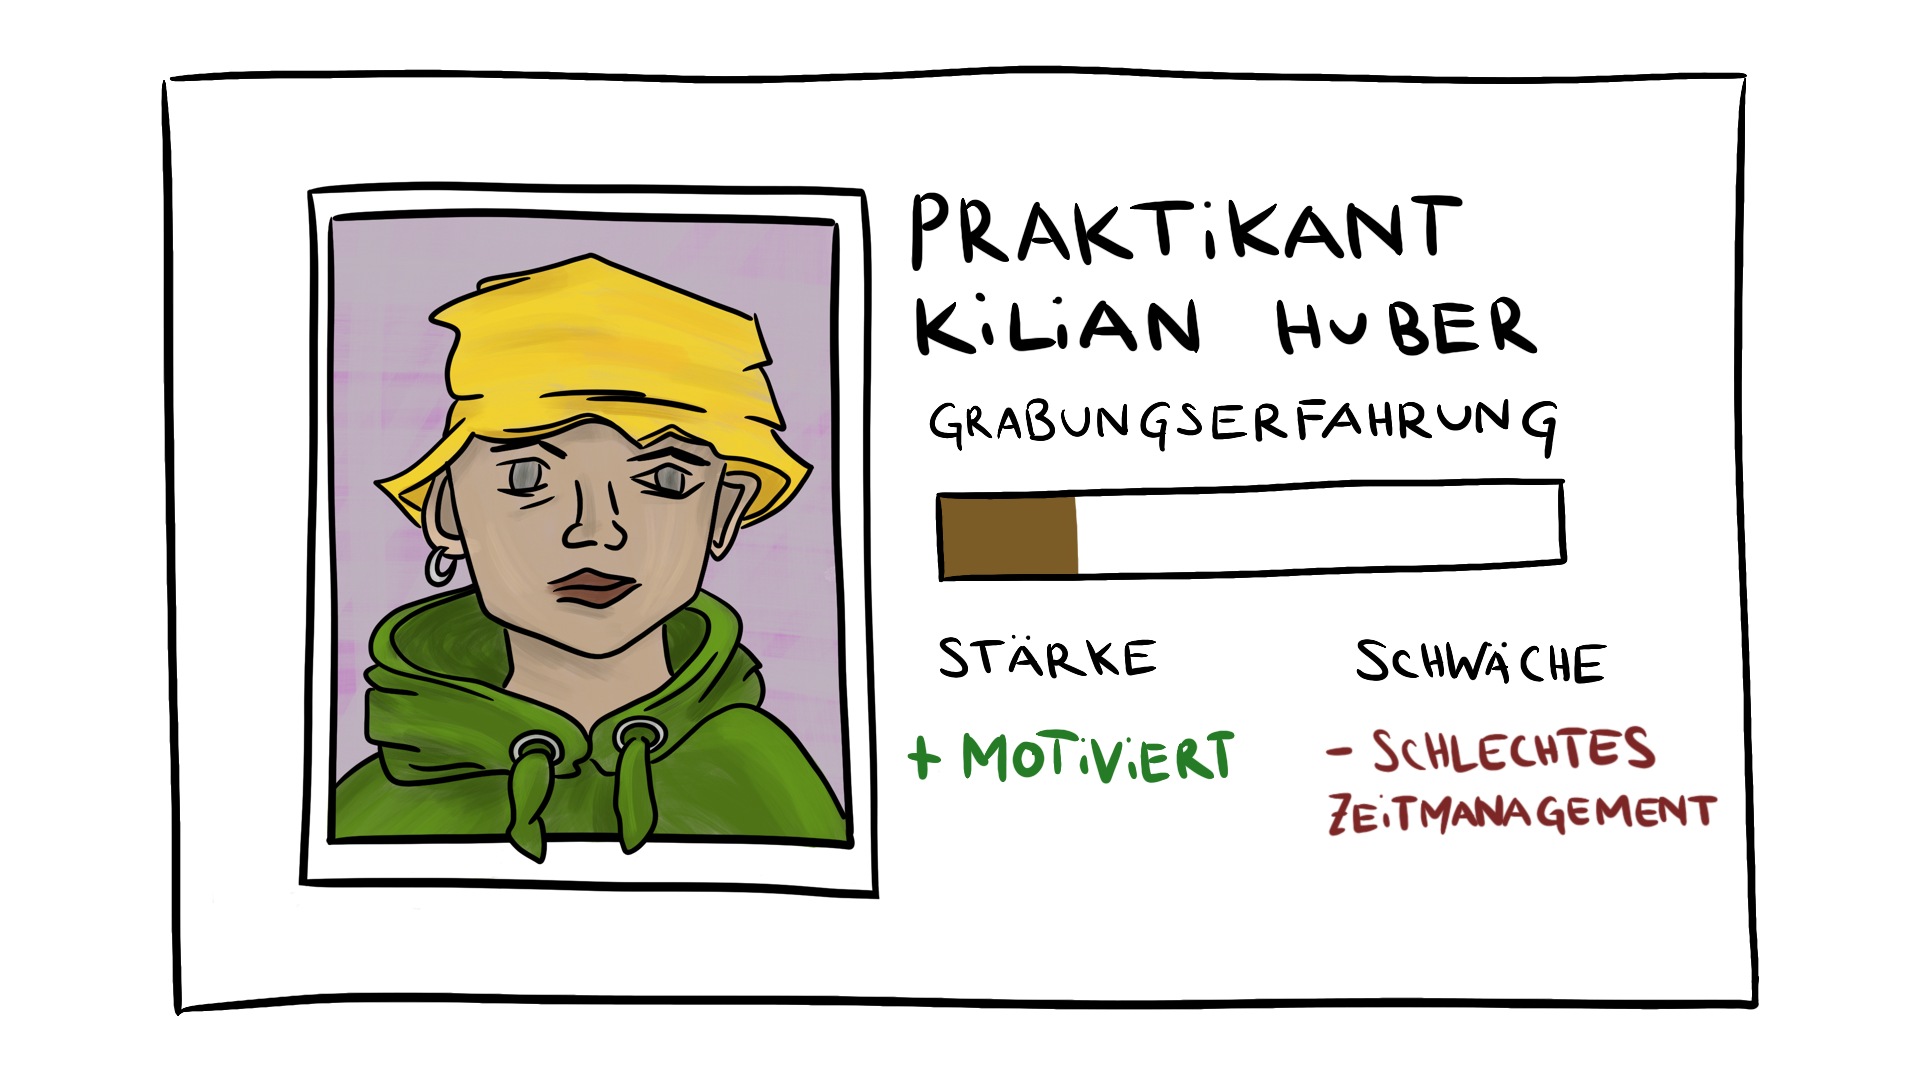 PRAKTiKANT
KiLiAN HUBER
GRABUNGSERFAHRUNG
STÄRKE SCHWÄCHE
+ MOTiViERT - SCHLECHTES
ZEiTMANAGEMENT